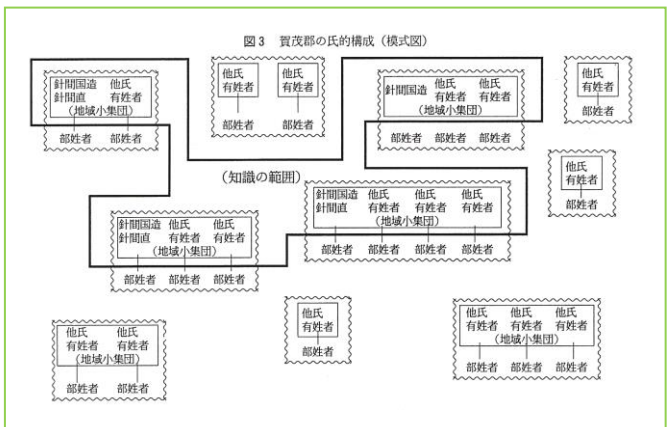 図3 賀茂郡の氏的構成(模式図)
針間国造 他氏
針間直 有姓者
(地域小集団)
部姓者 部姓者
他氏 他氏
有姓者 有姓者
部姓者 部姓者
針間国造 他氏 他氏
有姓者 有姓者
(地域小集団)
部姓者 部姓者 部姓者
他氏
有姓者
部姓者
他氏
有姓者
部姓者
(知識の範囲)
針間国造 他氏 他氏 他氏
針間直 有姓者 有姓者 有姓者
(地域小集団)
部姓者 部姓者 部姓者 部姓者
針間国造 他氏 他氏
針間直 有姓者 有姓者
(地域小集団)
部姓者 部姓者 部姓者
他氏 他氏
有姓者 有姓者
(地域小集団)
部姓者 部姓者
他氏
有姓者
部姓者
他氏 他氏 他氏
有姓者 有姓者 有姓者
(地域小集団)
部姓者 部姓者 部姓者